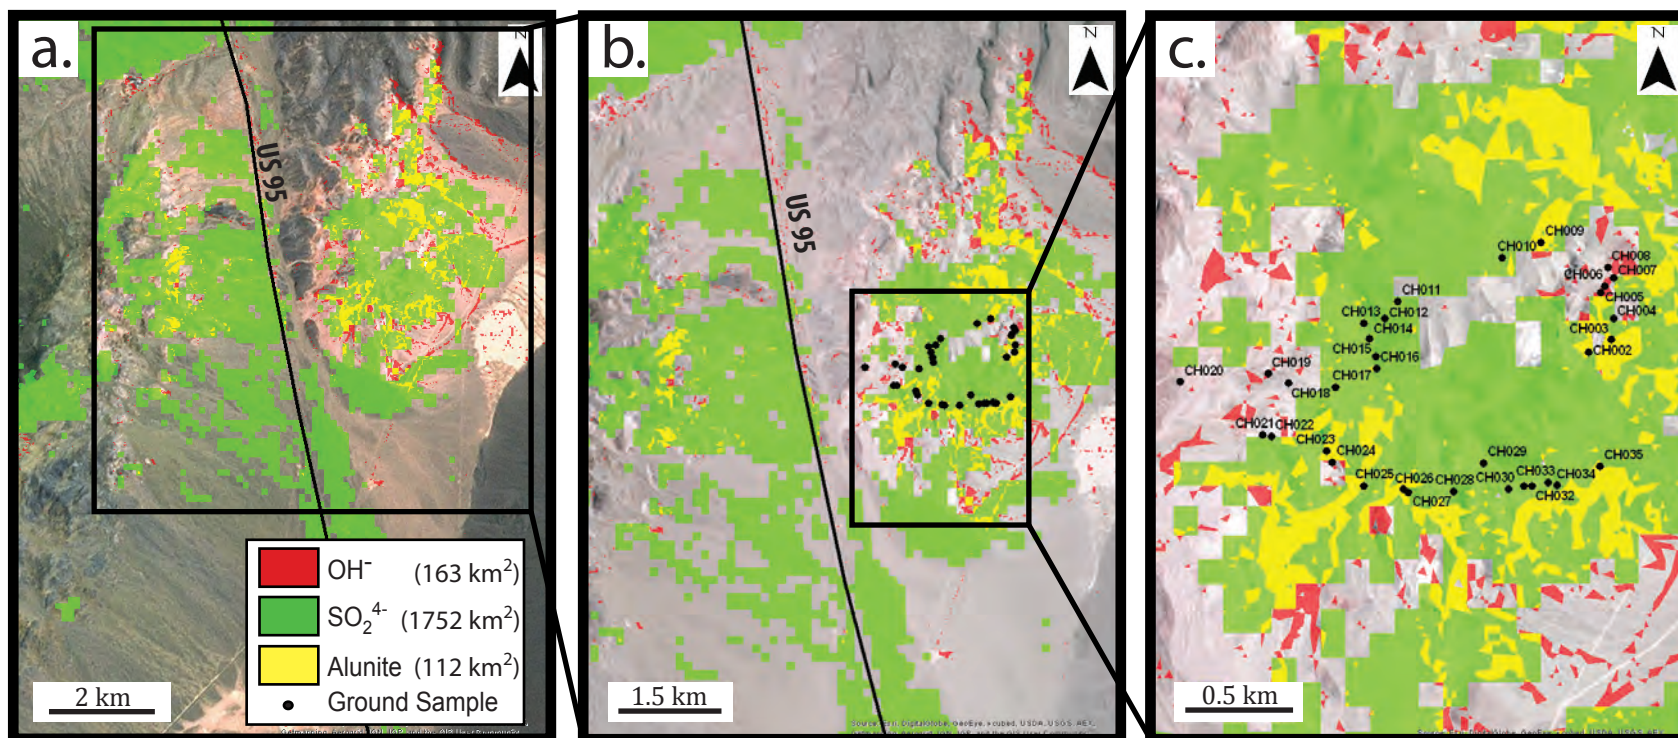 a.
N
US 95
OH⁻ (163 km²)
SO₂⁴⁻ (1752 km²)
Alunite (112 km²)
Ground Sample
2 km
b.
N
US 95
1.5 km
c.
N
CH009
CH010
CH008
CH006
CH007
CH005
CH011
CH004
CH013
CH012
CH003
CH014
CH002
CH015
CH016
CH019
CH020
CH017
CH018
CH021
CH022
CH023
CH024
CH029
CH035
CH025
CH026
CH028
CH030
CH033
CH034
CH032
CH027
0.5 km